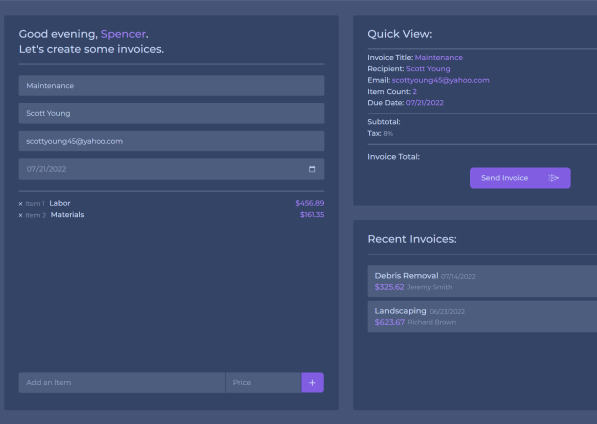 Good evening, Spencer.
Let's create some invoices.
Maintenance
Scott Young
scottyoung45@yahoo.com
07/21/2022
× Item 1 Labor $456.89
× Item 2 Materials $161.35
Add an Item Price +
Quick View:
Invoice Title: Maintenance
Recipient: Scott Young
Email: scottyoung45@yahoo.com
Item Count: 2
Due Date: 07/21/2022
Subtotal:
Tax: 8%
Invoice Total:
Send Invoice
Recent Invoices:
Debris Removal 07/14/2022
$325.62 Jeremy Smith
Landscaping 06/23/2022
$623.67 Richard Brown